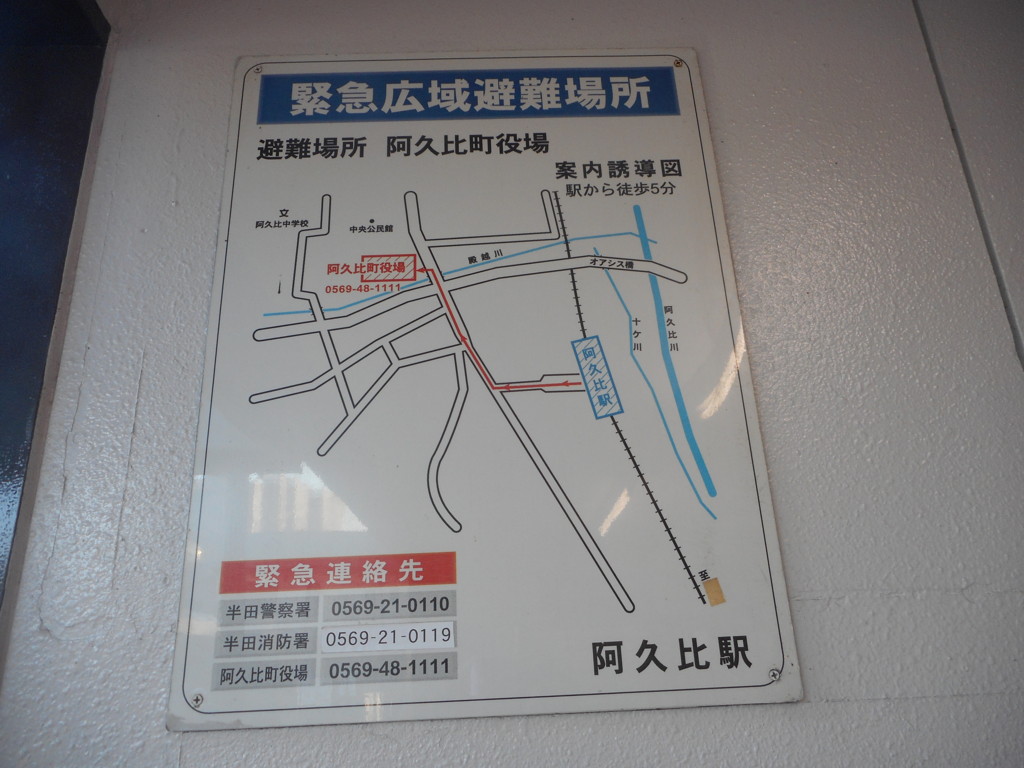 緊急広域避難場所
避難場所 阿久比町役場
案内誘導図
駅から徒歩5分
文
阿久比中学校
中央公民館
殿越川
オアシス橋
阿久比町役場
0569-48-1111
十ケ川
阿久比川
阿久比駅
至
緊急連絡先
半田警察署 0569-21-0110
半田消防署 0569-21-0119
阿久比町役場 0569-48-1111
阿久比駅